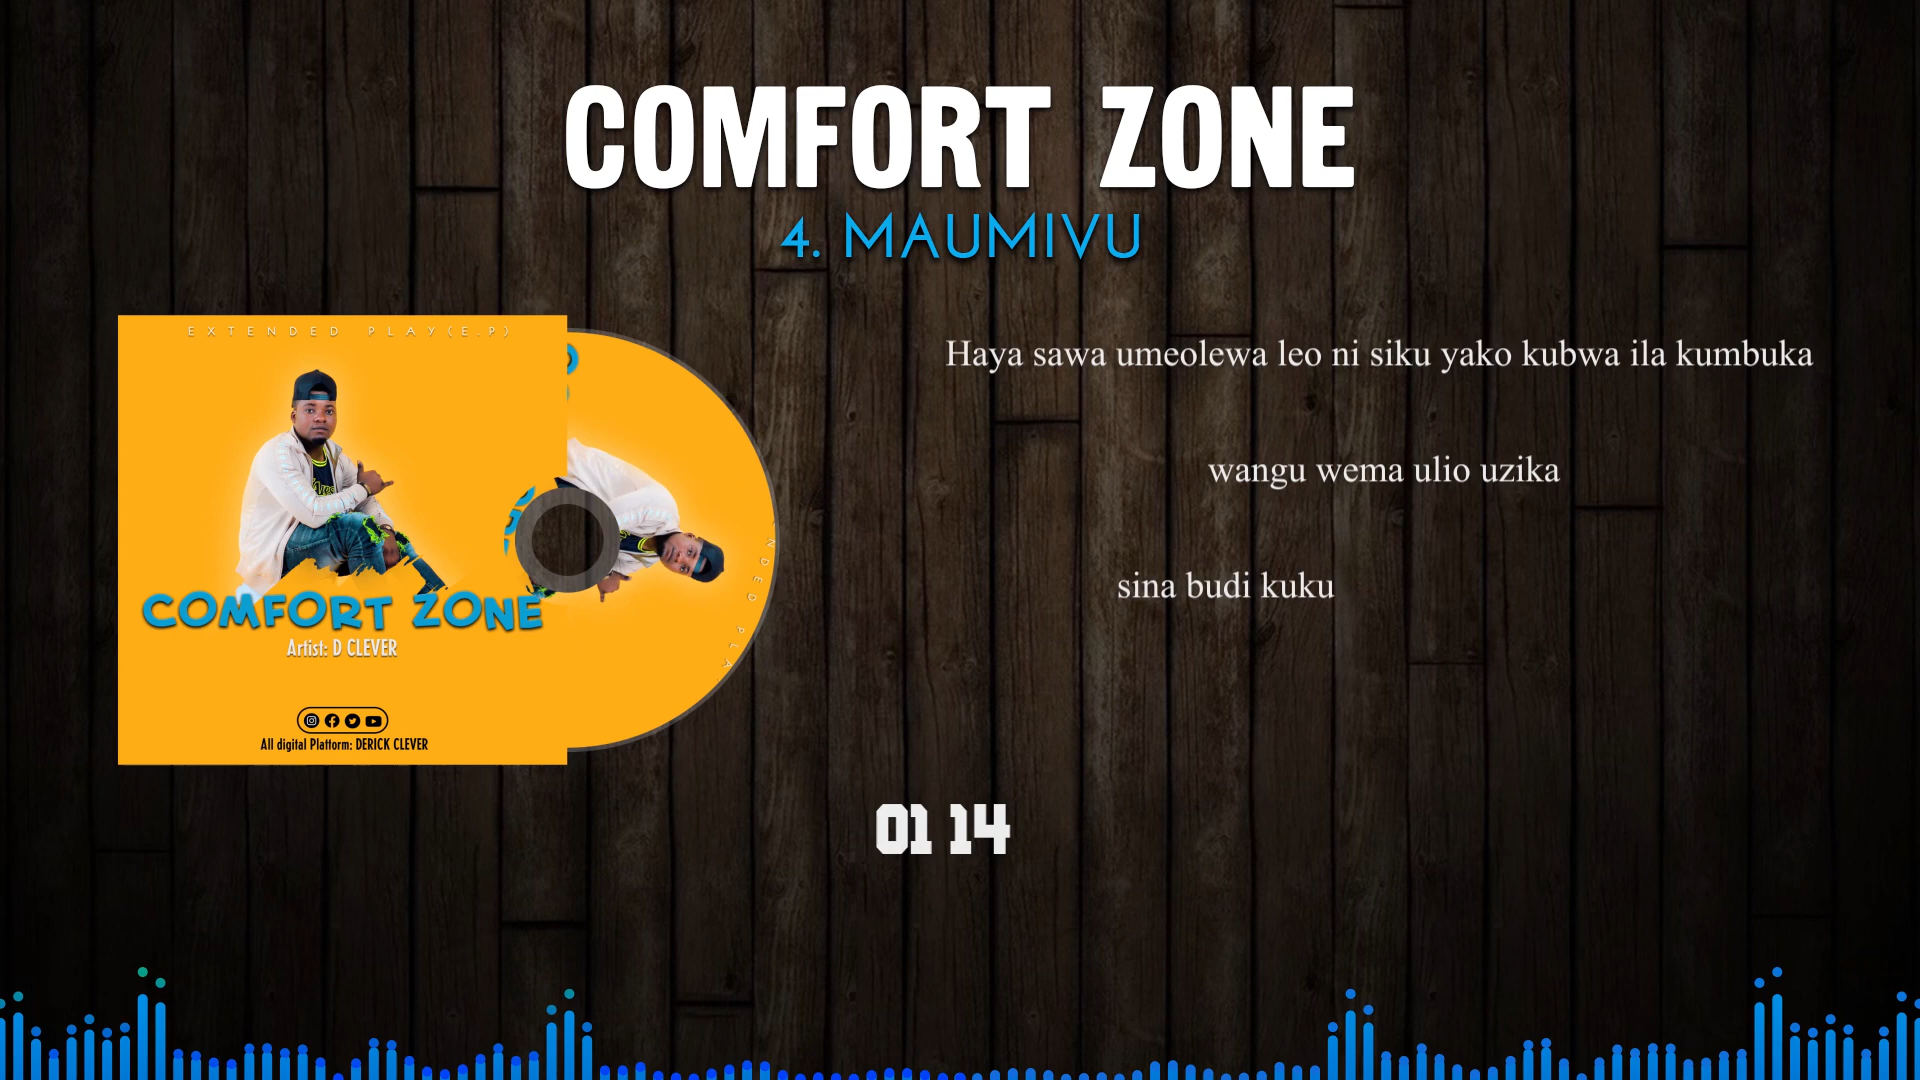 COMFORT ZONE
4. MAUMIVU
EXTENDED PLAY(E.P)
COMFORT ZONE
Artist: D CLEVER
All digital Platform: DERICK CLEVER
Haya sawa umeolewa leo ni siku yako kubwa ila kumbuka
wangu wema ulio uzika
sina budi kuku
01 14